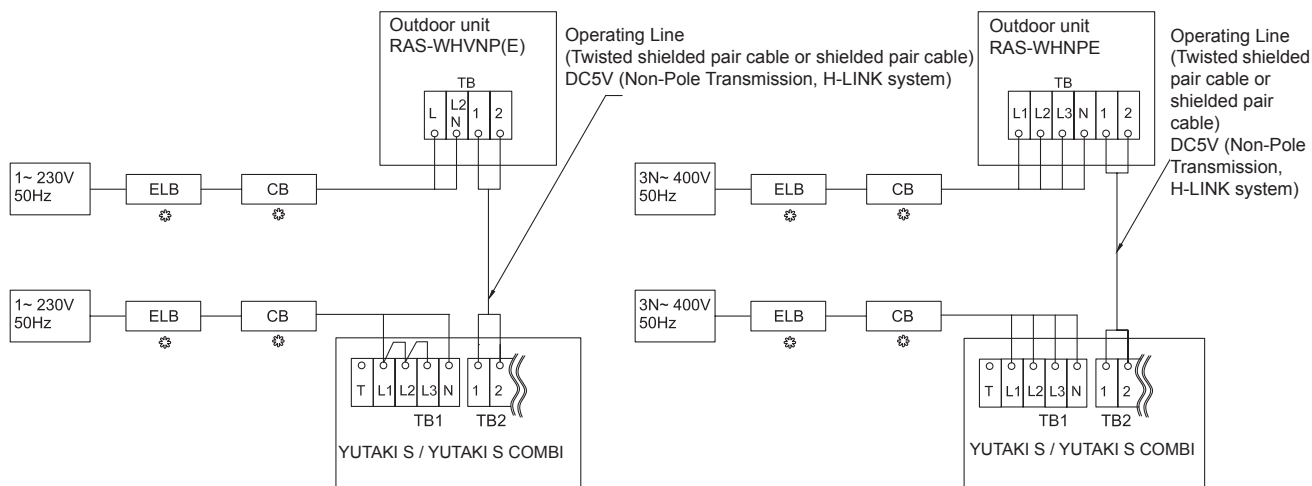 Outdoor unit
RAS-WHVNP(E)
TB
L
L2
N
1
2
Operating Line
(Twisted shielded pair cable or shielded pair cable)
DC5V (Non-Pole Transmission, H-LINK system)
1~ 230V
50Hz
ELB
CB
1~ 230V
50Hz
ELB
CB
T
L1
L2
L3
N
1
2
TB1
TB2
YUTAKI S / YUTAKI S COMBI
Outdoor unit
RAS-WHNPE
TB
L1
L2
L3
N
1
2
Operating Line
(Twisted shielded
pair cable or
shielded pair
cable)
DC5V (Non-Pole
Transmission,
H-LINK system)
3N~ 400V
50Hz
ELB
CB
3N~ 400V
50Hz
ELB
CB
T
L1
L2
L3
N
1
2
TB1
TB2
YUTAKI S / YUTAKI S COMBI